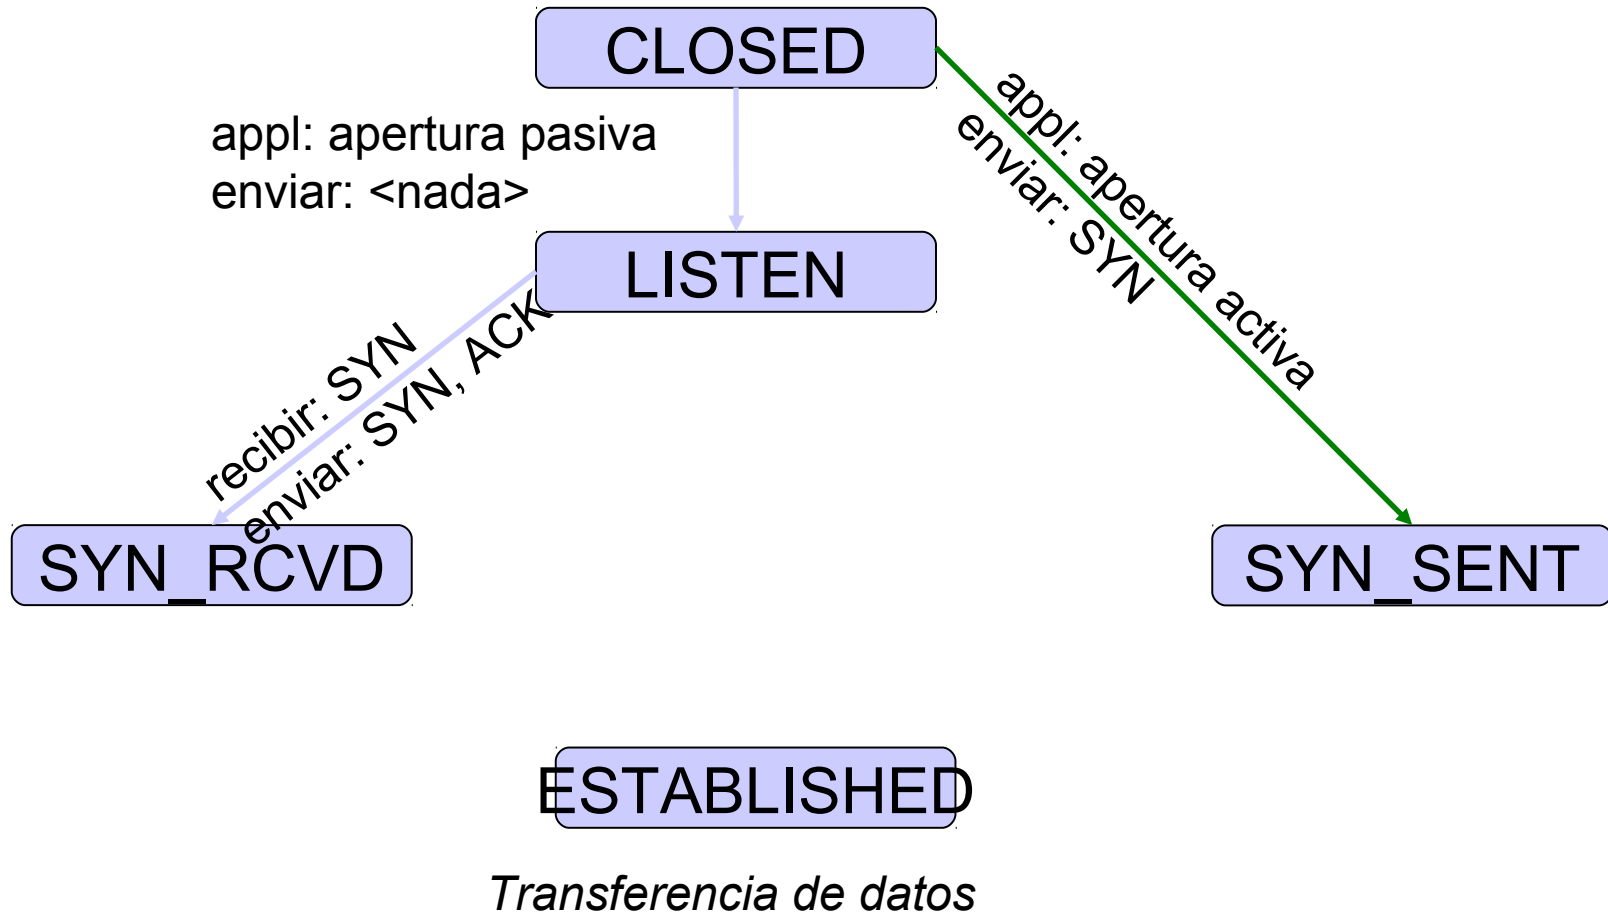 CLOSED
appl: apertura pasiva
enviar: <nada>
appl: apertura activa
enviar: SYN
LISTEN
recibir: SYN
enviar: SYN, ACK
SYN_RCVD
SYN_SENT
ESTABLISHED
Transferencia de datos